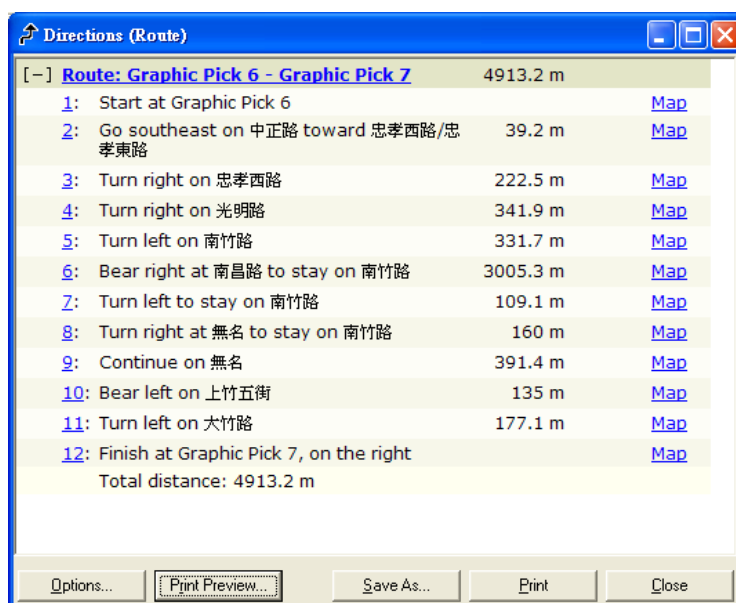 Directions (Route)
[-] Route: Graphic Pick 6 - Graphic Pick 7 4913.2 m
1: Start at Graphic Pick 6 Map
2: Go southeast on 中正路 toward 忠孝西路/忠 39.2 m Map
孝東路
3: Turn right on 忠孝西路 222.5 m Map
4: Turn right on 光明路 341.9 m Map
5: Turn left on 南竹路 331.7 m Map
6: Bear right at 南昌路 to stay on 南竹路 3005.3 m Map
7: Turn left to stay on 南竹路 109.1 m Map
8: Turn right at 無名 to stay on 南竹路 160 m Map
9: Continue on 無名 391.4 m Map
10: Bear left on 上竹五街 135 m Map
11: Turn left on 大竹路 177.1 m Map
12: Finish at Graphic Pick 7, on the right Map
Total distance: 4913.2 m
Options... Print Preview... Save As... Print Close